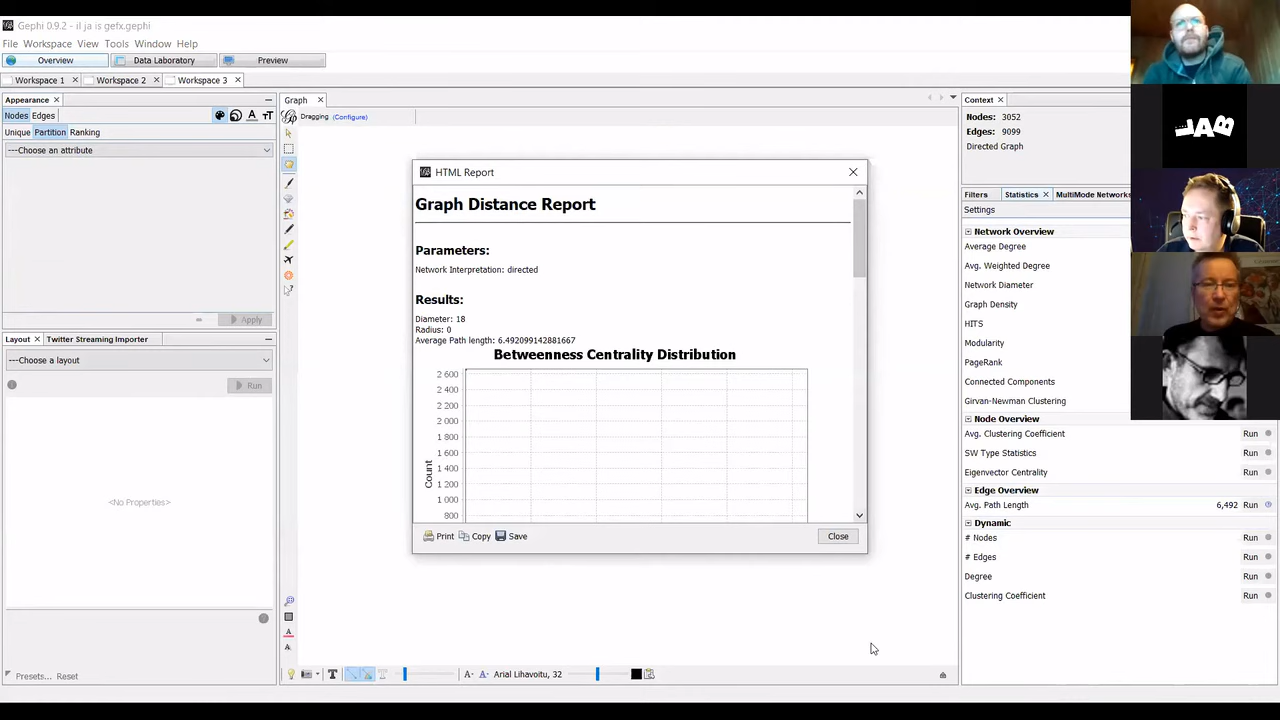 Gephi 0.9.2 - il ja is gefx.gephi
File Workspace View Tools Window Help
Overview Data Laboratory Preview
Workspace 1 Workspace 2 Workspace 3
Appearance
Nodes Edges
Unique Partition Ranking
---Choose an attribute
Apply
Layout Twitter Streaming Importer
---Choose a layout
Run
<No Properties>
Presets... Reset
Graph
Dragging (Configure)
HTML Report
Graph Distance Report
Parameters:
Network Interpretation: directed
Results:
Diameter: 18
Radius: 0
Average Path length: 6.492099142881667
Betweenness Centrality Distribution
2 600
2 400
2 200
2 000
1 800
1 600
1 400
1 200
1 000
800
Count
Print Copy Save Close
Arial Lihavoitu, 32
Context
Nodes: 3052
Edges: 9099
Directed Graph
Filters Statistics MultiMode Networks
Settings
Network Overview
Average Degree
Avg. Weighted Degree
Network Diameter
Graph Density
HITS
Modularity
PageRank
Connected Components
Girvan-Newman Clustering
Node Overview
Avg. Clustering Coefficient Run
SW Type Statistics Run
Eigenvector Centrality Run
Edge Overview
Avg. Path Length 6,492 Run
Dynamic
# Nodes Run
# Edges Run
Degree Run
Clustering Coefficient Run
JAB